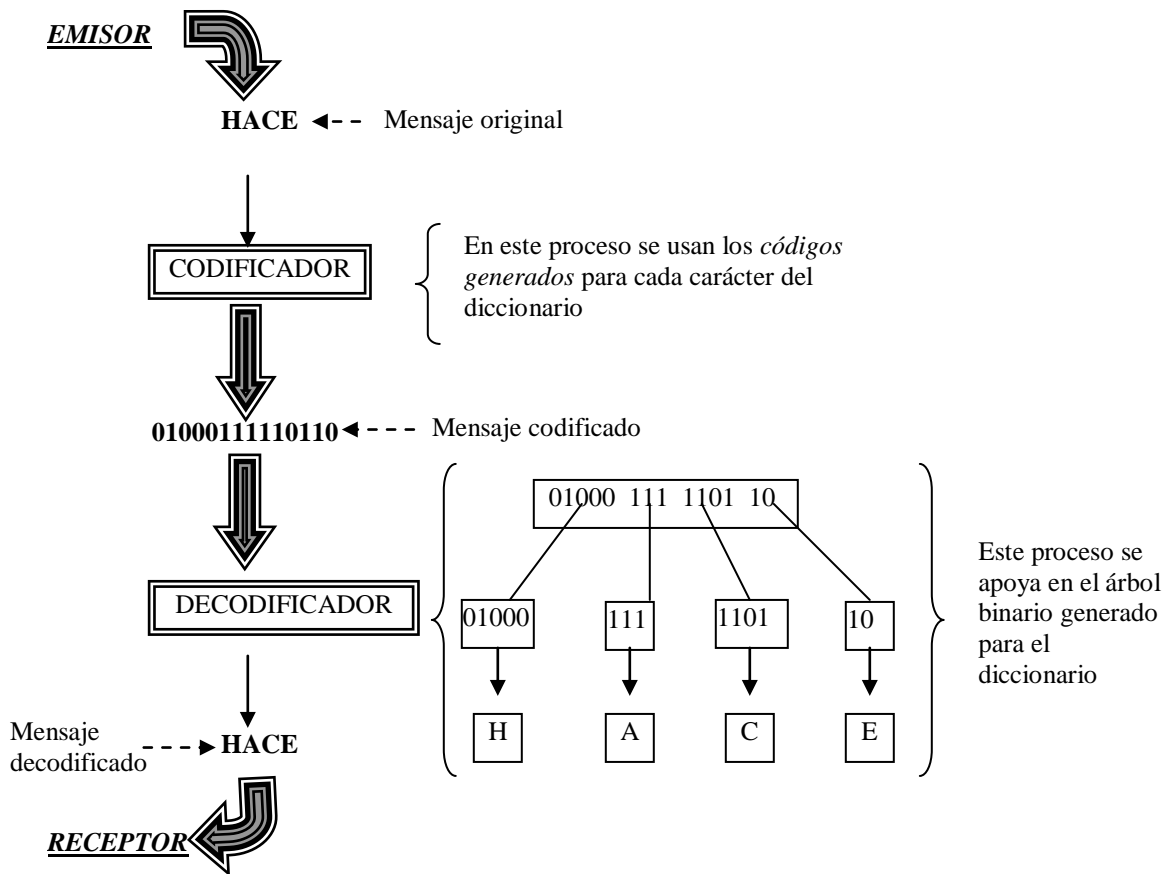 EMISOR
HACE
Mensaje original
CODIFICADOR
En este proceso se usan los códigos
generados para cada carácter del
diccionario
01000111110110
Mensaje codificado
01000 111 1101 10
DECODIFICADOR
01000
111
1101
10
H
A
C
E
Este proceso se
apoya en el árbol
binario generado
para el
diccionario
Mensaje
decodificado
HACE
RECEPTOR